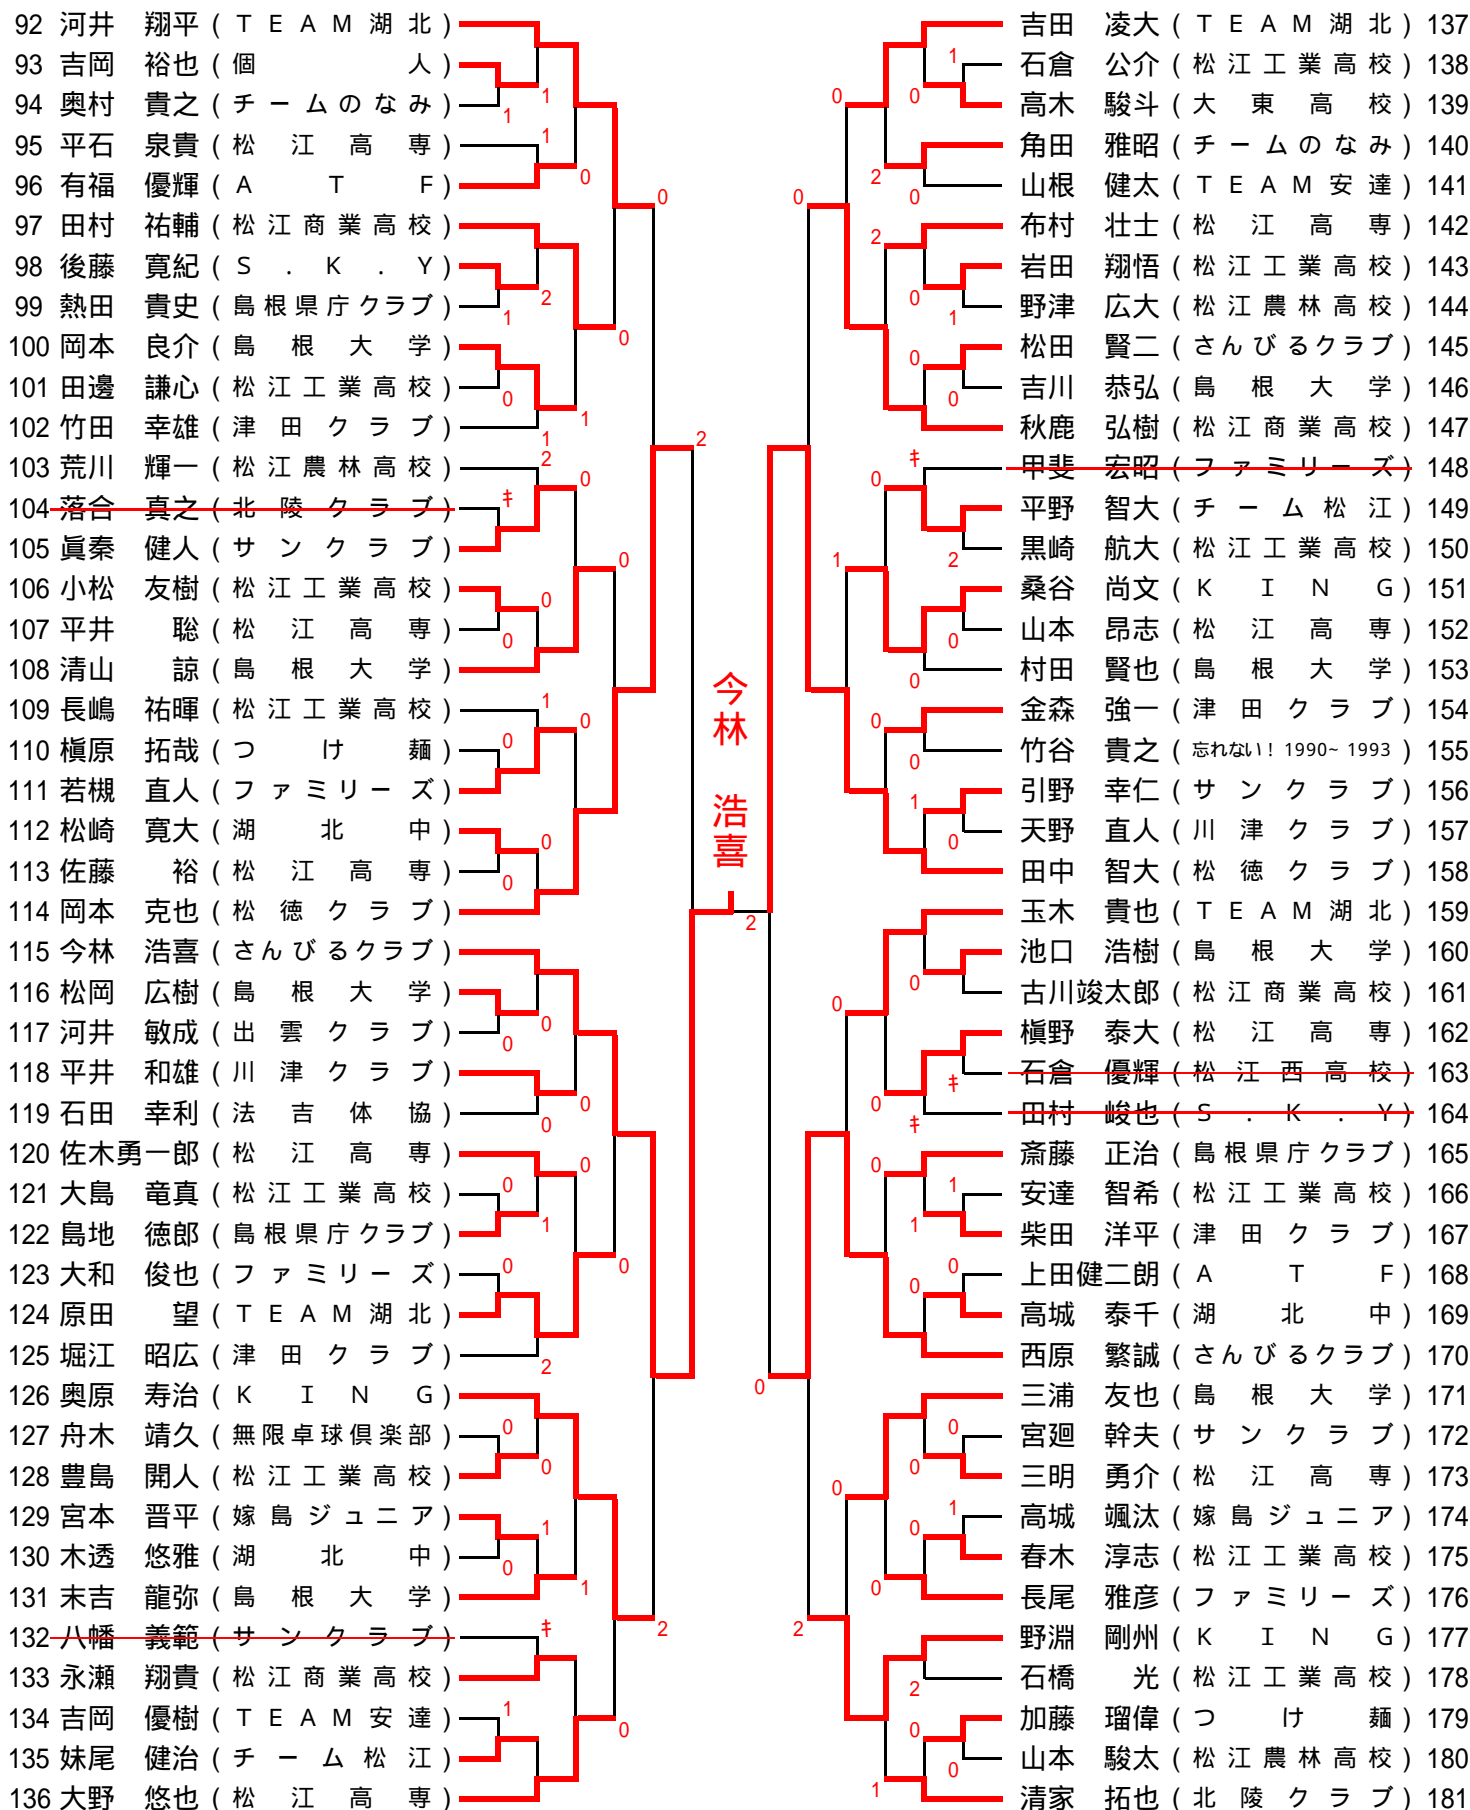 92 河井 翔平 (TEAM湖北)
93 吉岡 裕也 (個人)
94 奥村 貴之 (チームのなみ)
95 平石 泉貴 (松江高専)
96 有福 優輝 (ATF)
97 田村 祐輔 (松江商業高校)
98 後藤 寛紀 (S.K.Y)
99 熱田 貴史 (島根県庁クラブ)
100 岡本 良介 (島根大学)
101 田邊 謙心 (松江工業高校)
102 竹田 幸雄 (津田クラブ)
103 荒川 輝一 (松江農林高校)
104 落合 真之 (北陵クラブ)
105 眞秦 健人 (サンクラブ)
106 小松 友樹 (松江工業高校)
107 平井 聡 (松江高専)
108 清山 諒 (島根大学)
109 長嶋 祐暉 (松江工業高校)
110 槇原 拓哉 (つけ麺)
111 若槻 直人 (ファミリーズ)
112 松崎 寛大 (湖北中)
113 佐藤 裕 (松江高専)
114 岡本 克也 (松徳クラブ)
115 今林 浩喜 (さんびるクラブ)
116 松岡 広樹 (島根大学)
117 河井 敏成 (出雲クラブ)
118 平井 和雄 (川津クラブ)
119 石田 幸利 (法吉体協)
120 佐木勇一郎 (松江高専)
121 大島 竜真 (松江工業高校)
122 島地 徳郎 (島根県庁クラブ)
123 大和 俊也 (ファミリーズ)
124 原田 望 (TEAM湖北)
125 堀江 昭広 (津田クラブ)
126 奥原 寿治 (KING)
127 舟木 靖久 (無限卓球倶楽部)
128 豊島 開人 (松江工業高校)
129 宮本 晋平 (嫁島ジュニア)
130 木透 悠雅 (湖北中)
131 末吉 龍弥 (島根大学)
132 八幡 義範 (サンクラブ)
133 永瀬 翔貴 (松江商業高校)
134 吉岡 優樹 (TEAM安達)
135 妹尾 健治 (チーム松江)
136 大野 悠也 (松江高専)
今林 浩喜
吉田 凌大 (TEAM湖北) 137
石倉 公介 (松江工業高校) 138
高木 駿斗 (大東高校) 139
角田 雅昭 (チームのなみ) 140
山根 健太 (TEAM安達) 141
布村 壮士 (松江高専) 142
岩田 翔悟 (松江工業高校) 143
野津 広大 (松江農林高校) 144
松田 賢二 (さんびるクラブ) 145
吉川 恭弘 (島根大学) 146
秋鹿 弘樹 (松江商業高校) 147
甲斐 宏昭 (ファミリーズ) 148
平野 智大 (チーム松江) 149
黒崎 航大 (松江工業高校) 150
桑谷 尚文 (KING) 151
山本 昂志 (松江高専) 152
村田 賢也 (島根大学) 153
金森 強一 (津田クラブ) 154
竹谷 貴之 (忘れない!1990~1993) 155
引野 幸仁 (サンクラブ) 156
天野 直人 (川津クラブ) 157
田中 智大 (松徳クラブ) 158
玉木 貴也 (TEAM湖北) 159
池口 浩樹 (島根大学) 160
古川竣太郎 (松江商業高校) 161
槇野 泰大 (松江高専) 162
石倉 優輝 (松江西高校) 163
田村 峻也 (S.K.Y) 164
斎藤 正治 (島根県庁クラブ) 165
安達 智希 (松江工業高校) 166
柴田 洋平 (津田クラブ) 167
上田健二朗 (ATF) 168
高城 泰千 (湖北中) 169
西原 繁誠 (さんびるクラブ) 170
三浦 友也 (島根大学) 171
宮廻 幹夫 (サンクラブ) 172
三明 勇介 (松江高専) 173
高城 颯汰 (嫁島ジュニア) 174
春木 淳志 (松江工業高校) 175
長尾 雅彦 (ファミリーズ) 176
野淵 剛州 (KING) 177
石橋 光 (松江工業高校) 178
加藤 瑠偉 (つけ麺) 179
山本 駿太 (松江農林高校) 180
清家 拓也 (北陵クラブ) 181